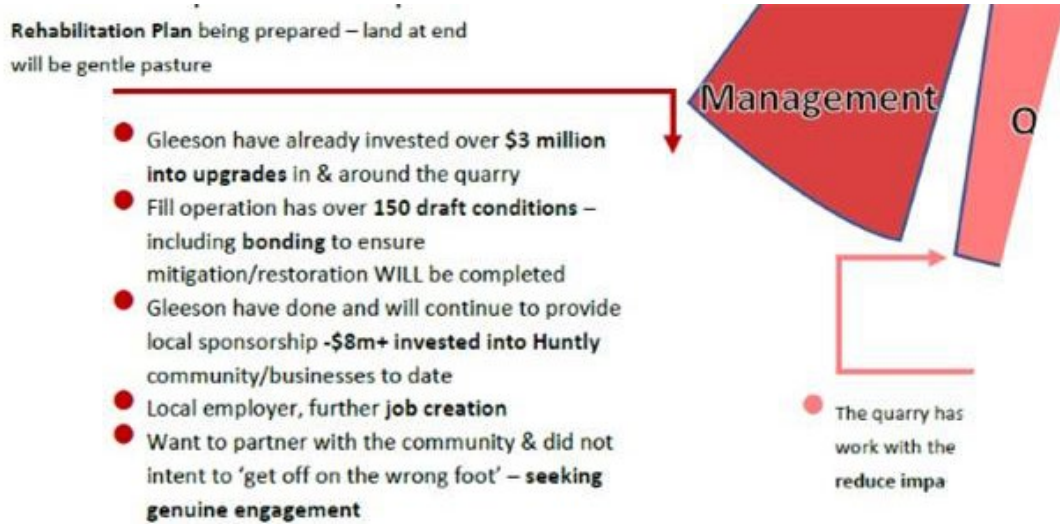 Rehabilitation Plan being prepared – land at end
will be gentle pasture
Management
Q
Gleeson have already invested over $3 million
into upgrades in & around the quarry
Fill operation has over 150 draft conditions –
including bonding to ensure
mitigation/restoration WILL be completed
Gleeson have done and will continue to provide
local sponsorship -$8m+ invested into Huntly
community/businesses to date
Local employer, further job creation
Want to partner with the community & did not
intent to ‘get off on the wrong foot’ – seeking
genuine engagement
The quarry has
work with the
reduce impa